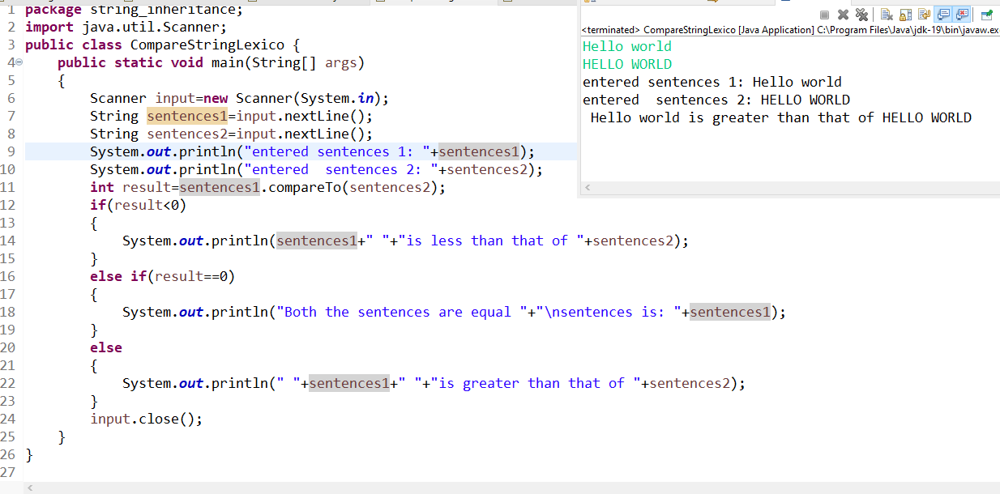 1 package string_inheritance;
2 import java.util.Scanner;
3 public class CompareStringLexico {
4 public static void main(String[] args)
5 {
6 Scanner input=new Scanner(System.in);
7 String sentences1=input.nextLine();
8 String sentences2=input.nextLine();
9 System.out.println("entered sentences 1: "+sentences1);
10 System.out.println("entered  sentences 2: "+sentences2);
11 int result=sentences1.compareTo(sentences2);
12 if(result<0)
13 {
14 System.out.println(sentences1+" "+"is less than that of "+sentences2);
15 }
16 else if(result==0)
17 {
18 System.out.println("Both the sentences are equal "+"\nsentences is: "+sentences1);
19 }
20 else
21 {
22 System.out.println(" "+sentences1+" "+"is greater than that of "+sentences2);
23 }
24 input.close();
25 }
26 }
27
<terminated> CompareStringLexico [Java Application] C:\Program Files\Java\jdk-19\bin\javaw.ex
Hello world
HELLO WORLD
entered sentences 1: Hello world
entered  sentences 2: HELLO WORLD
Hello world is greater than that of HELLO WORLD